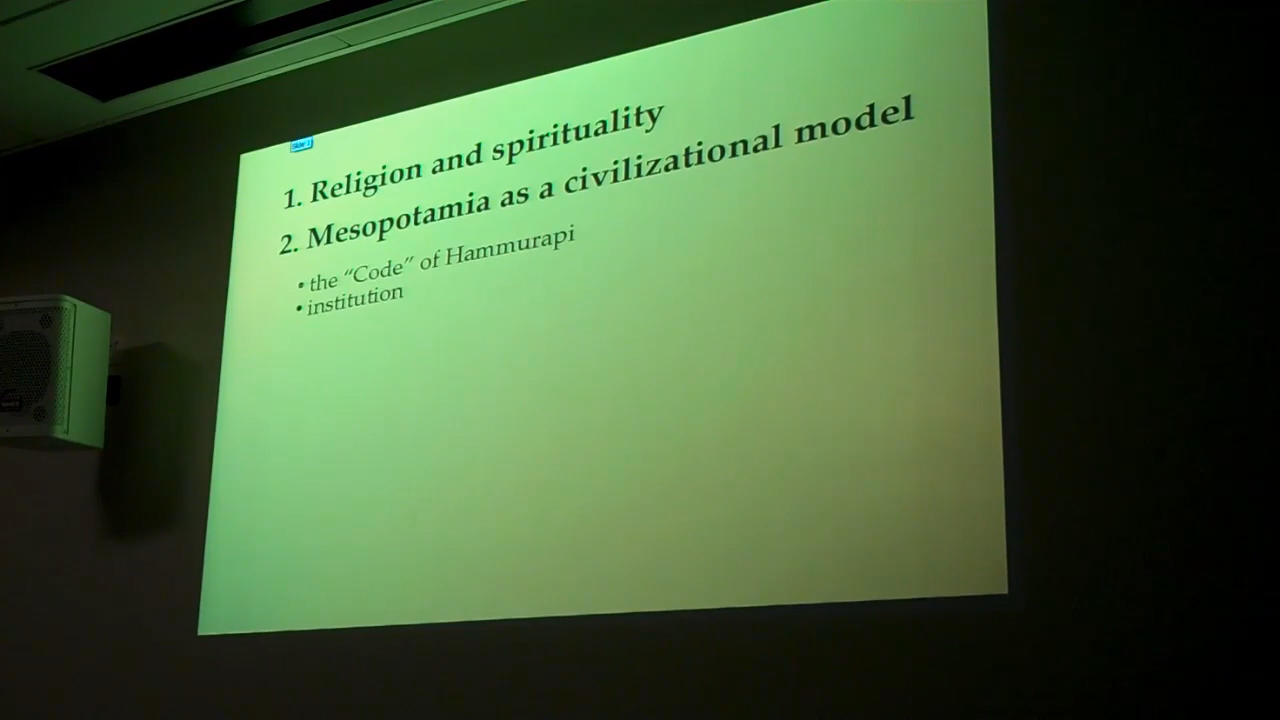 1. Religion and spirituality
2. Mesopotamia as a civilizational model
• the “Code” of Hammurapi
• institution